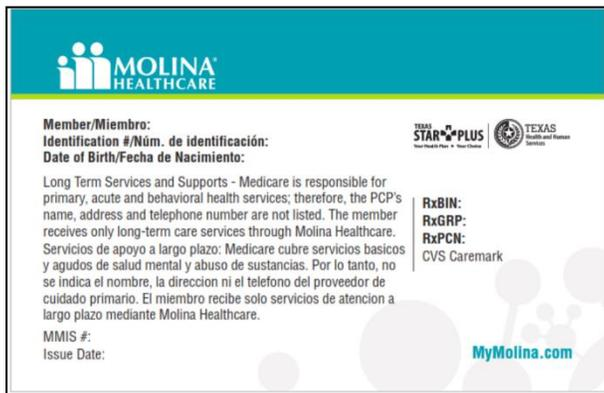 MOLINA®
HEALTHCARE
Member/Miembro:
Identification #/Núm. de identificación:
Date of Birth/Fecha de Nacimiento:
TEXAS
STAR PLUS
Your Health Plan ★ Your Choice
TEXAS
Health and Human
Services
Long Term Services and Supports - Medicare is responsible for
primary, acute and behavioral health services; therefore, the PCP's
name, address and telephone number are not listed. The member
receives only long-term care services through Molina Healthcare.
Servicios de apoyo a largo plazo: Medicare cubre servicios basicos
y agudos de salud mental y abuso de sustancias. Por lo tanto, no
se indica el nombre, la direccion ni el telefono del proveedor de
cuidado primario. El miembro recibe solo servicios de atencion a
largo plazo mediante Molina Healthcare.
RxBIN:
RxGRP:
RxPCN:
CVS Caremark
MMIS #:
Issue Date:
MyMolina.com